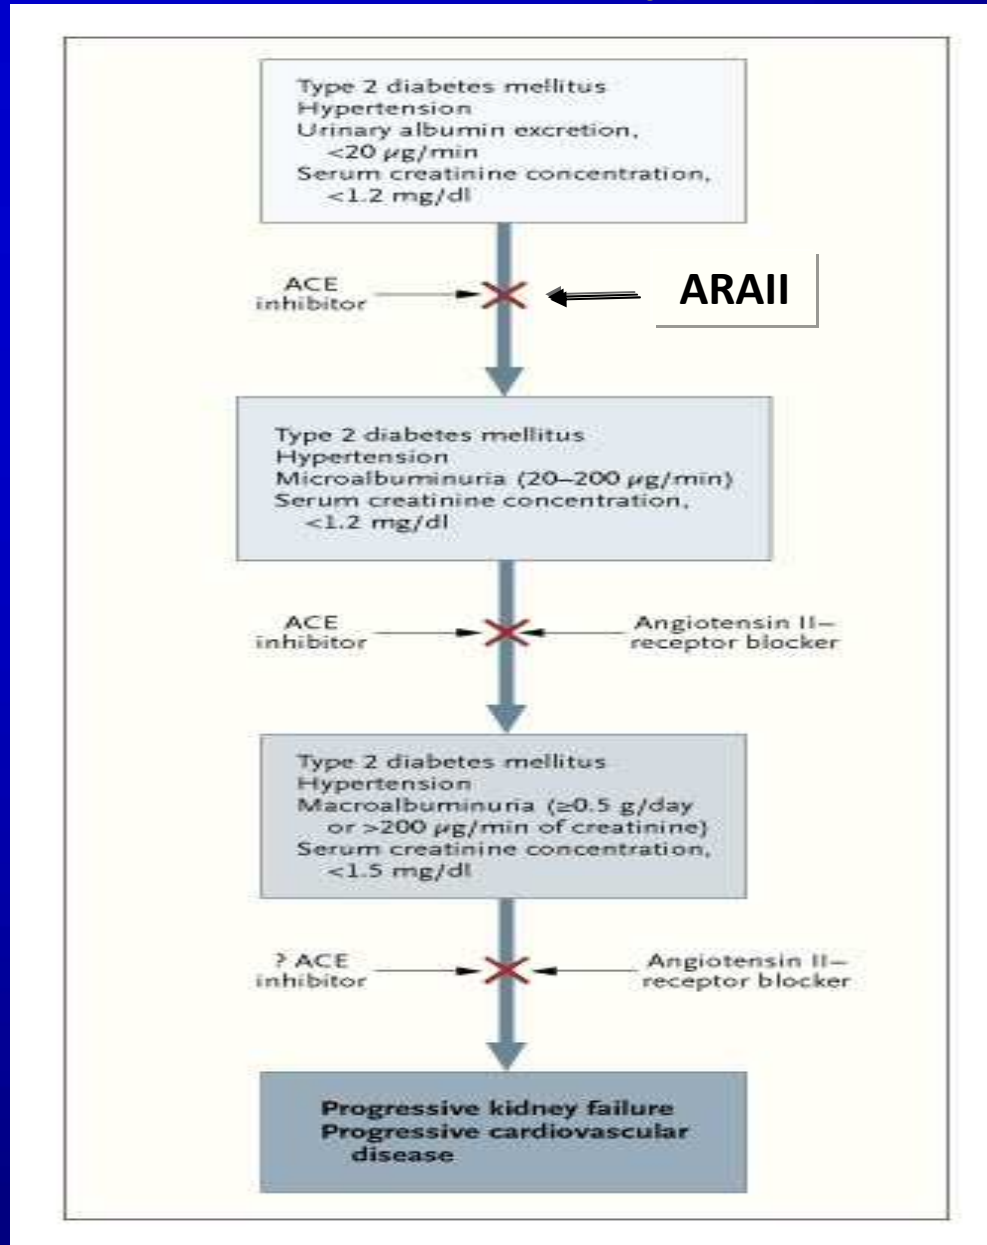 Type 2 diabetes mellitus
Hypertension
Urinary albumin excretion,
<20 µg/min
Serum creatinine concentration,
<1.2 mg/dl
ACE
inhibitor
ARAII
Type 2 diabetes mellitus
Hypertension
Microalbuminuria (20–200 µg/min)
Serum creatinine concentration,
<1.2 mg/dl
ACE
inhibitor
Angiotensin II–
receptor blocker
Type 2 diabetes mellitus
Hypertension
Macroalbuminuria (≥0.5 g/day
or >200 µg/min of creatinine)
Serum creatinine concentration,
<1.5 mg/dl
? ACE
inhibitor
Angiotensin II–
receptor blocker
Progressive kidney failure
Progressive cardiovascular
disease